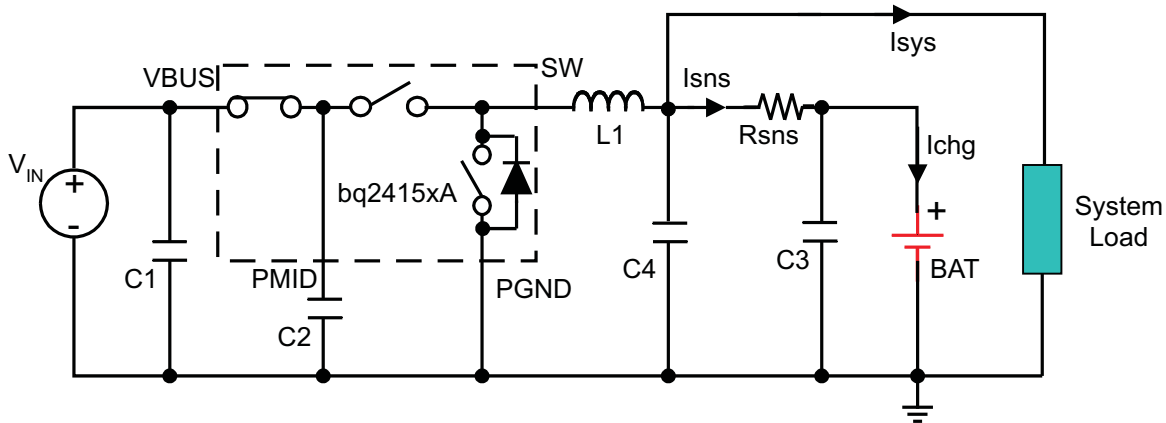 Isys
VBUS
SW
Isns
L1
Rsns
Ichg
VIN
+
-
bq2415xA
+
System
Load
C1
PMID
PGND
C4
C3
BAT
C2